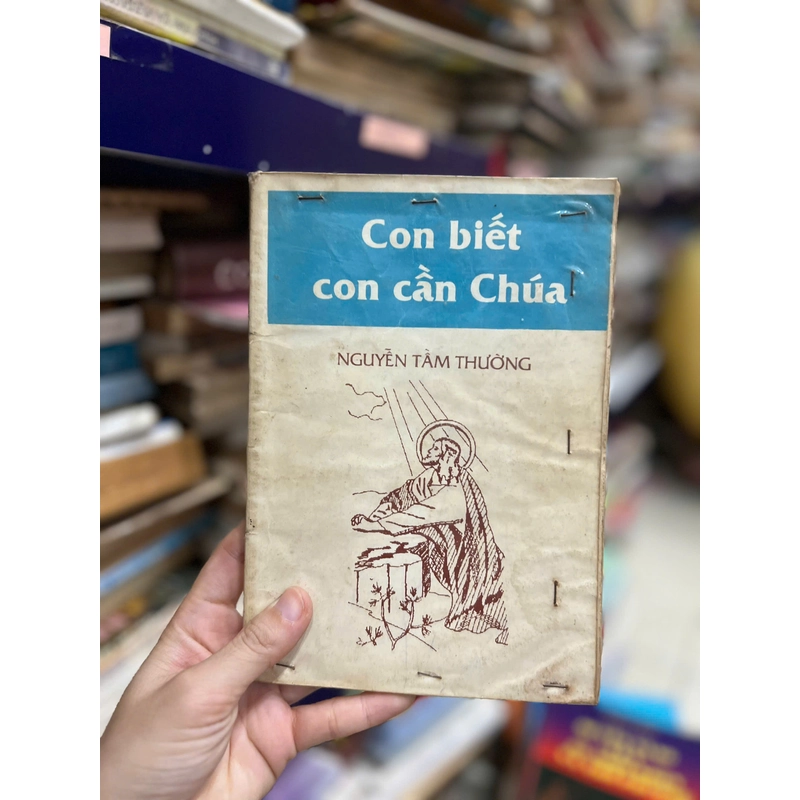 Con biết
con cần Chúa
NGUYỄN TẦM THƯỜNG